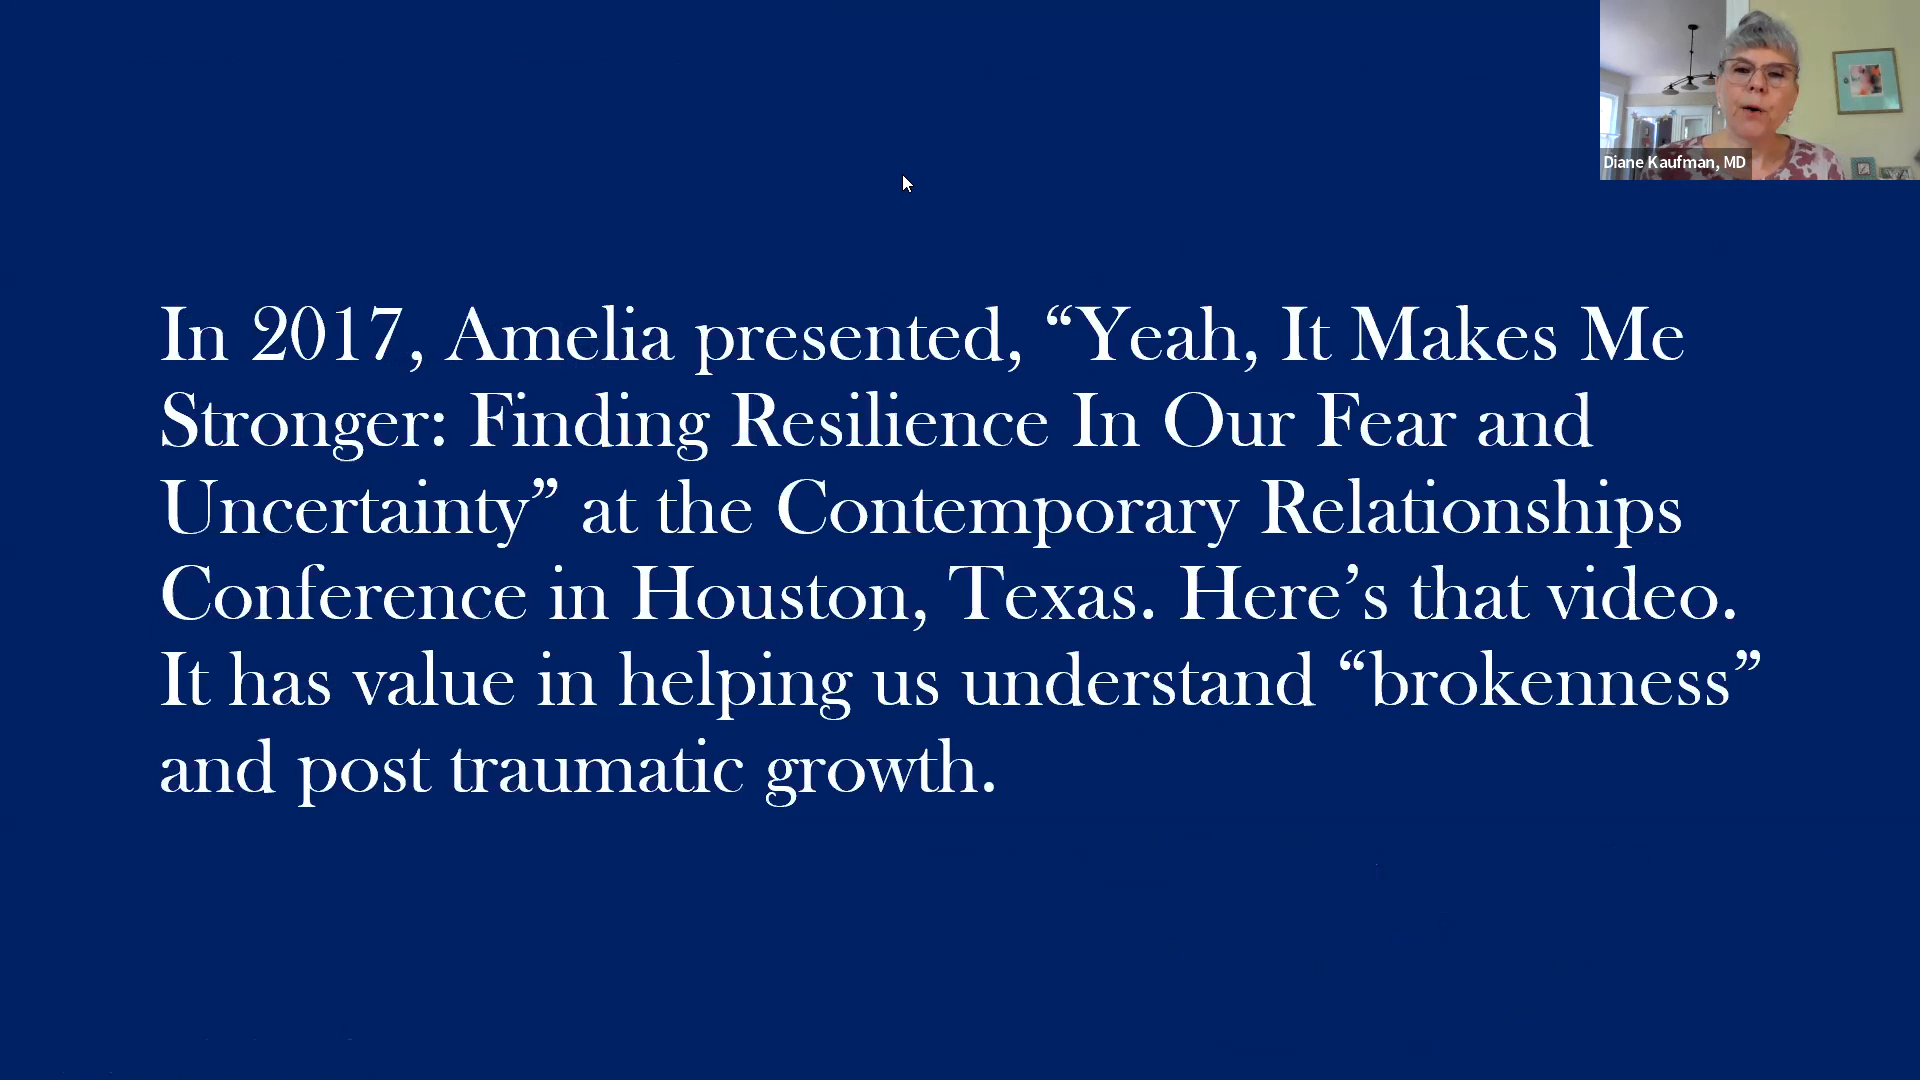 Diane Kaufman, MD
In 2017, Amelia presented, “Yeah, It Makes Me
Stronger: Finding Resilience In Our Fear and
Uncertainty” at the Contemporary Relationships
Conference in Houston, Texas. Here’s that video.
It has value in helping us understand “brokenness”
and post traumatic growth.